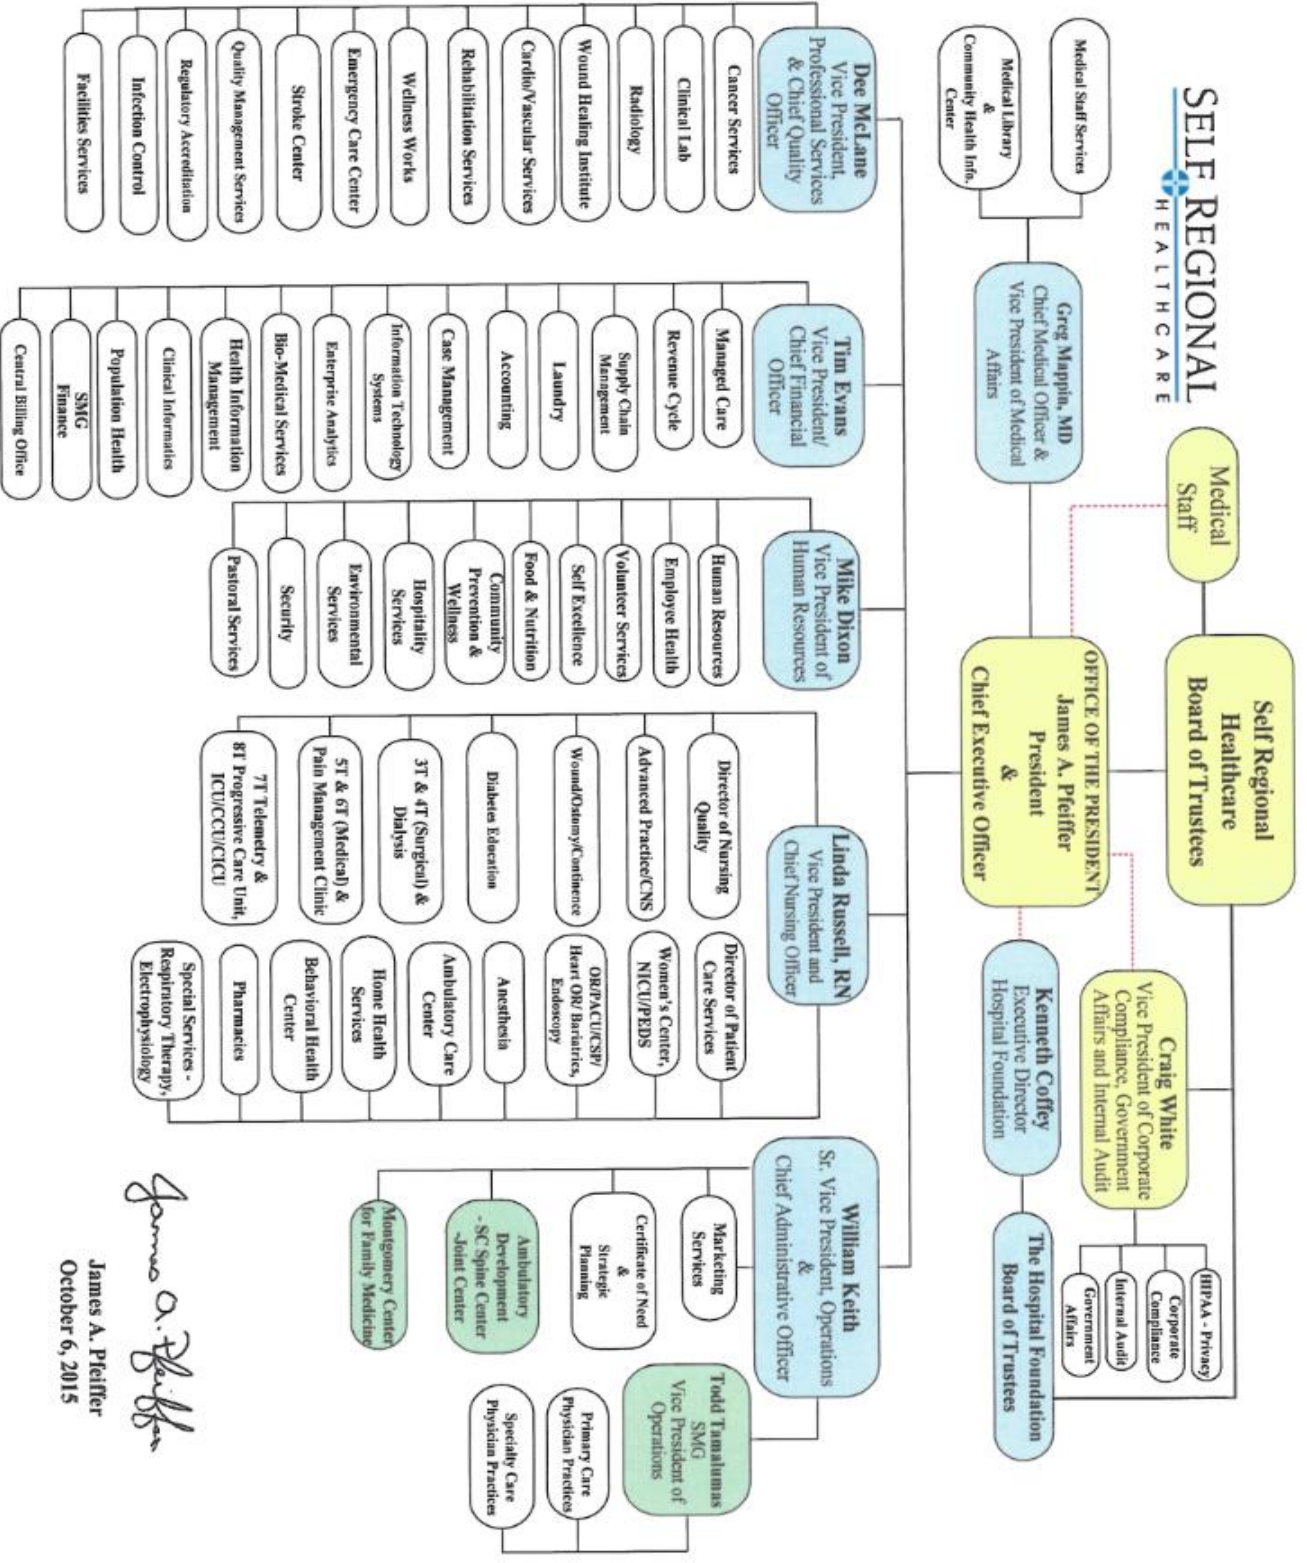 SELF REGIONAL
HEALTHCARE
Medical
Staff
Self Regional
Healthcare
Board of Trustees
OFFICE OF THE PRESIDENT
James A. Pfeiffer
President
&
Chief Executive Officer
Craig White
Vice President of Corporate
Compliance, Government
Affairs and Internal Audit
HIPAA - Privacy
Corporate
Compliance
Internal Audit
Government
Affairs
Kenneth Coffey
Executive Director
Hospital Foundation
The Hospital Foundation
Board of Trustees
Medical Staff Services
Medical Library
&
Community Health Info.
Center
Greg Mappin, MD
Chief Medical Officer &
Vice President of Medical
Affairs
Dee McLane
Vice President,
Professional Services
& Chief Quality
Officer
Cancer Services
Clinical Lab
Radiology
Wound Healing Institute
Cardio/Vascular Services
Rehabilitation Services
Wellness Works
Emergency Care Center
Stroke Center
Quality Management Services
Regulatory Accreditation
Infection Control
Facilities Services
Tim Evans
Vice President/
Chief Financial
Officer
Managed Care
Revenue Cycle
Supply Chain
Management
Laundry
Accounting
Case Management
Information Technology
Systems
Enterprise Analytics
Bio-Medical Services
Health Information
Management
Clinical Informatics
Population Health
SMG
Finance
Central Billing Office
Mike Dixon
Vice President of
Human Resources
Human Resources
Employee Health
Volunteer Services
Self Excellence
Food & Nutrition
Community
Prevention &
Wellness
Hospitality
Services
Environmental
Services
Security
Pastoral Services
Linda Russell, RN
Vice President and
Chief Nursing Officer
Director of Nursing
Quality
Advanced Practice/CNS
Wound/Ostomy/Continence
Diabetes Education
3T & 4T (Surgical) &
Dialysis
5T & 6T (Medical) &
Pain Management Clinic
7T Telemetry &
8T Progressive Care Unit,
ICU/CCU/CICU
Director of Patient
Care Services
Women's Center,
NICU/PEDS
OR/PACU/CSP/
Heart OR/ Bariatrics,
Endoscopy
Anesthesia
Ambulatory Care
Center
Home Health
Services
Behavioral Health
Center
Pharmacies
Special Services -
Respiratory Therapy,
Electrophysiology
William Keith
Sr. Vice President, Operations
&
Chief Administrative Officer
Marketing
Services
Certificate of Need
&
Strategic
Planning
Ambulatory
Development
- SC Spine Center
-Joint Center
Montgomery Center
for Family Medicine
Todd Tamalumas
SMG
Vice President of
Operations
Primary Care
Physician Practices
Specialty Care
Physician Practices
James A. Pfeiffer
James A. Pfeiffer
October 6, 2015